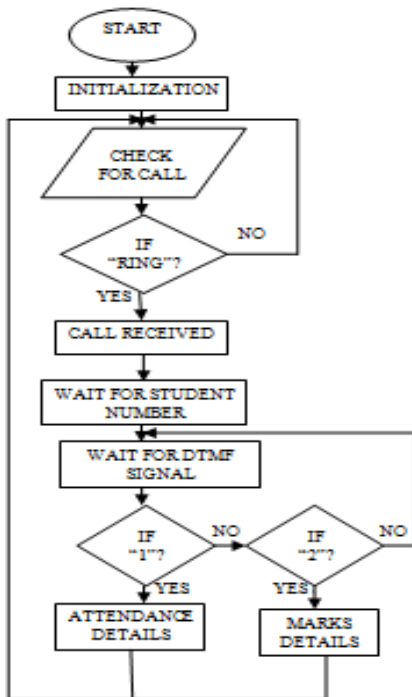 START
INITIALIZATION
CHECK
FOR CALL
IF
"RING"?
NO
YES
CALL RECEIVED
WAIT FOR STUDENT
NUMBER
WAIT FOR DTMF
SIGNAL
IF
"1"?
NO
IF
"2"?
NO
YES
YES
ATTENDANCE
DETAILS
MARKS
DETAILS